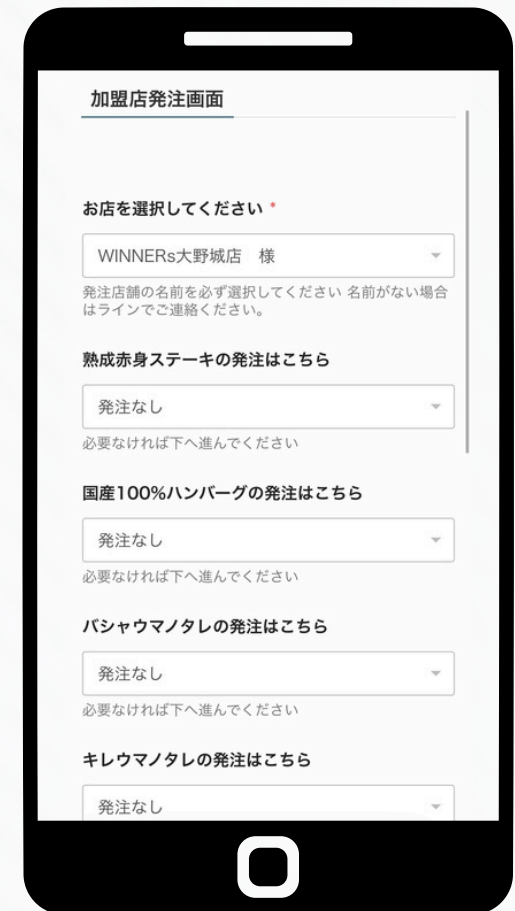 加盟店発注画面
お店を選択してください *
WINNERs大野城店　様
発注店舗の名前を必ず選択してください 名前がない場合
はラインでご連絡ください。
熟成赤身ステーキの発注はこちら
発注なし
必要なければ下へ進んでください
国産100%ハンバーグの発注はこちら
発注なし
必要なければ下へ進んでください
バシャウマノタレの発注はこちら
発注なし
必要なければ下へ進んでください
キレウマノタレの発注はこちら
発注なし